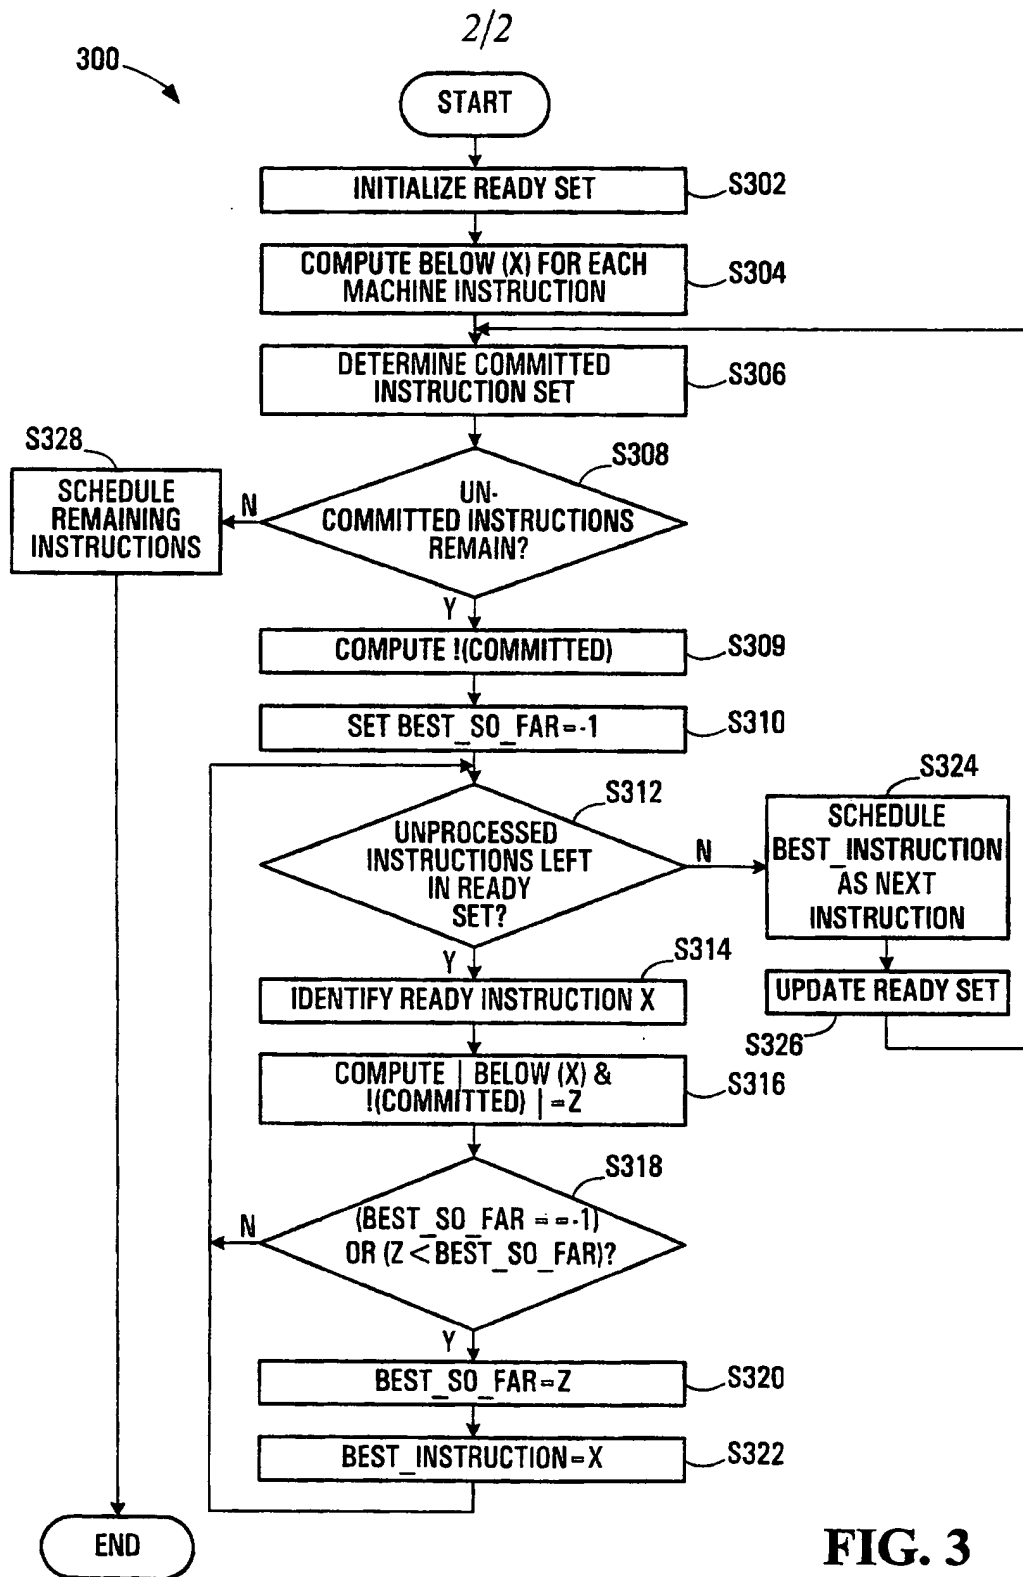 2/2
300
START
INITIALIZE READY SET
S302
COMPUTE BELOW (X) FOR EACH
MACHINE INSTRUCTION
S304
DETERMINE COMMITTED
INSTRUCTION SET
S306
S328
SCHEDULE
REMAINING
INSTRUCTIONS
N
S308
UN-
COMMITTED INSTRUCTIONS
REMAIN?
Y
COMPUTE !(COMMITTED)
S309
SET BEST_SO_FAR=-1
S310
S312
UNPROCESSED
INSTRUCTIONS LEFT
IN READY
SET?
N
S324
SCHEDULE
BEST_INSTRUCTION
AS NEXT
INSTRUCTION
Y
S314
IDENTIFY READY INSTRUCTION X
UPDATE READY SET
S326
COMPUTE | BELOW (X) &
!(COMMITTED) |=Z
S316
S318
N
(BEST_SO_FAR==-1)
OR (Z<BEST_SO_FAR)?
Y
BEST_SO_FAR=Z
S320
BEST_INSTRUCTION=X
S322
END
FIG. 3